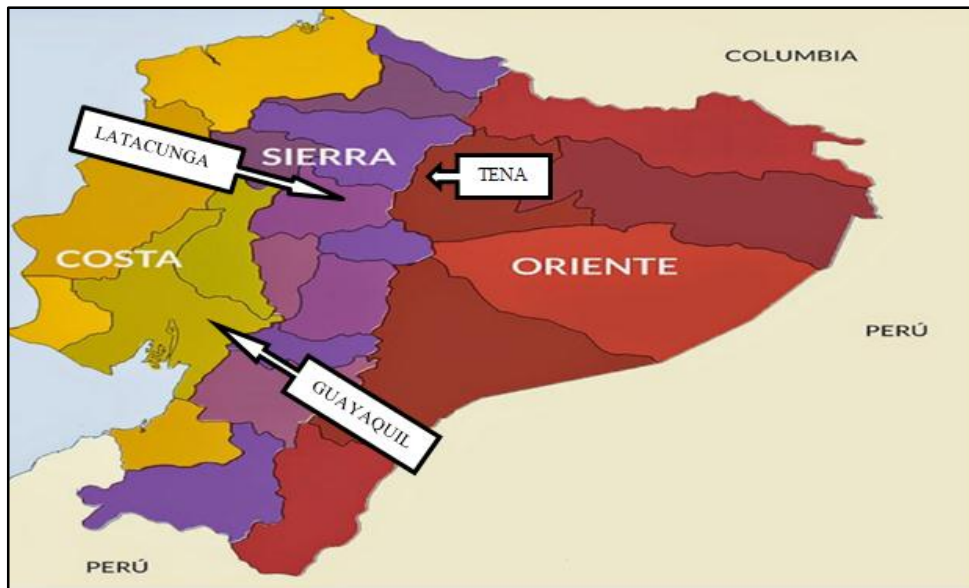 COLUMBIA
LATACUNGA
SIERRA
TENA
COSTA
ORIENTE
PERÚ
GUAYAQUIL
PERÚ